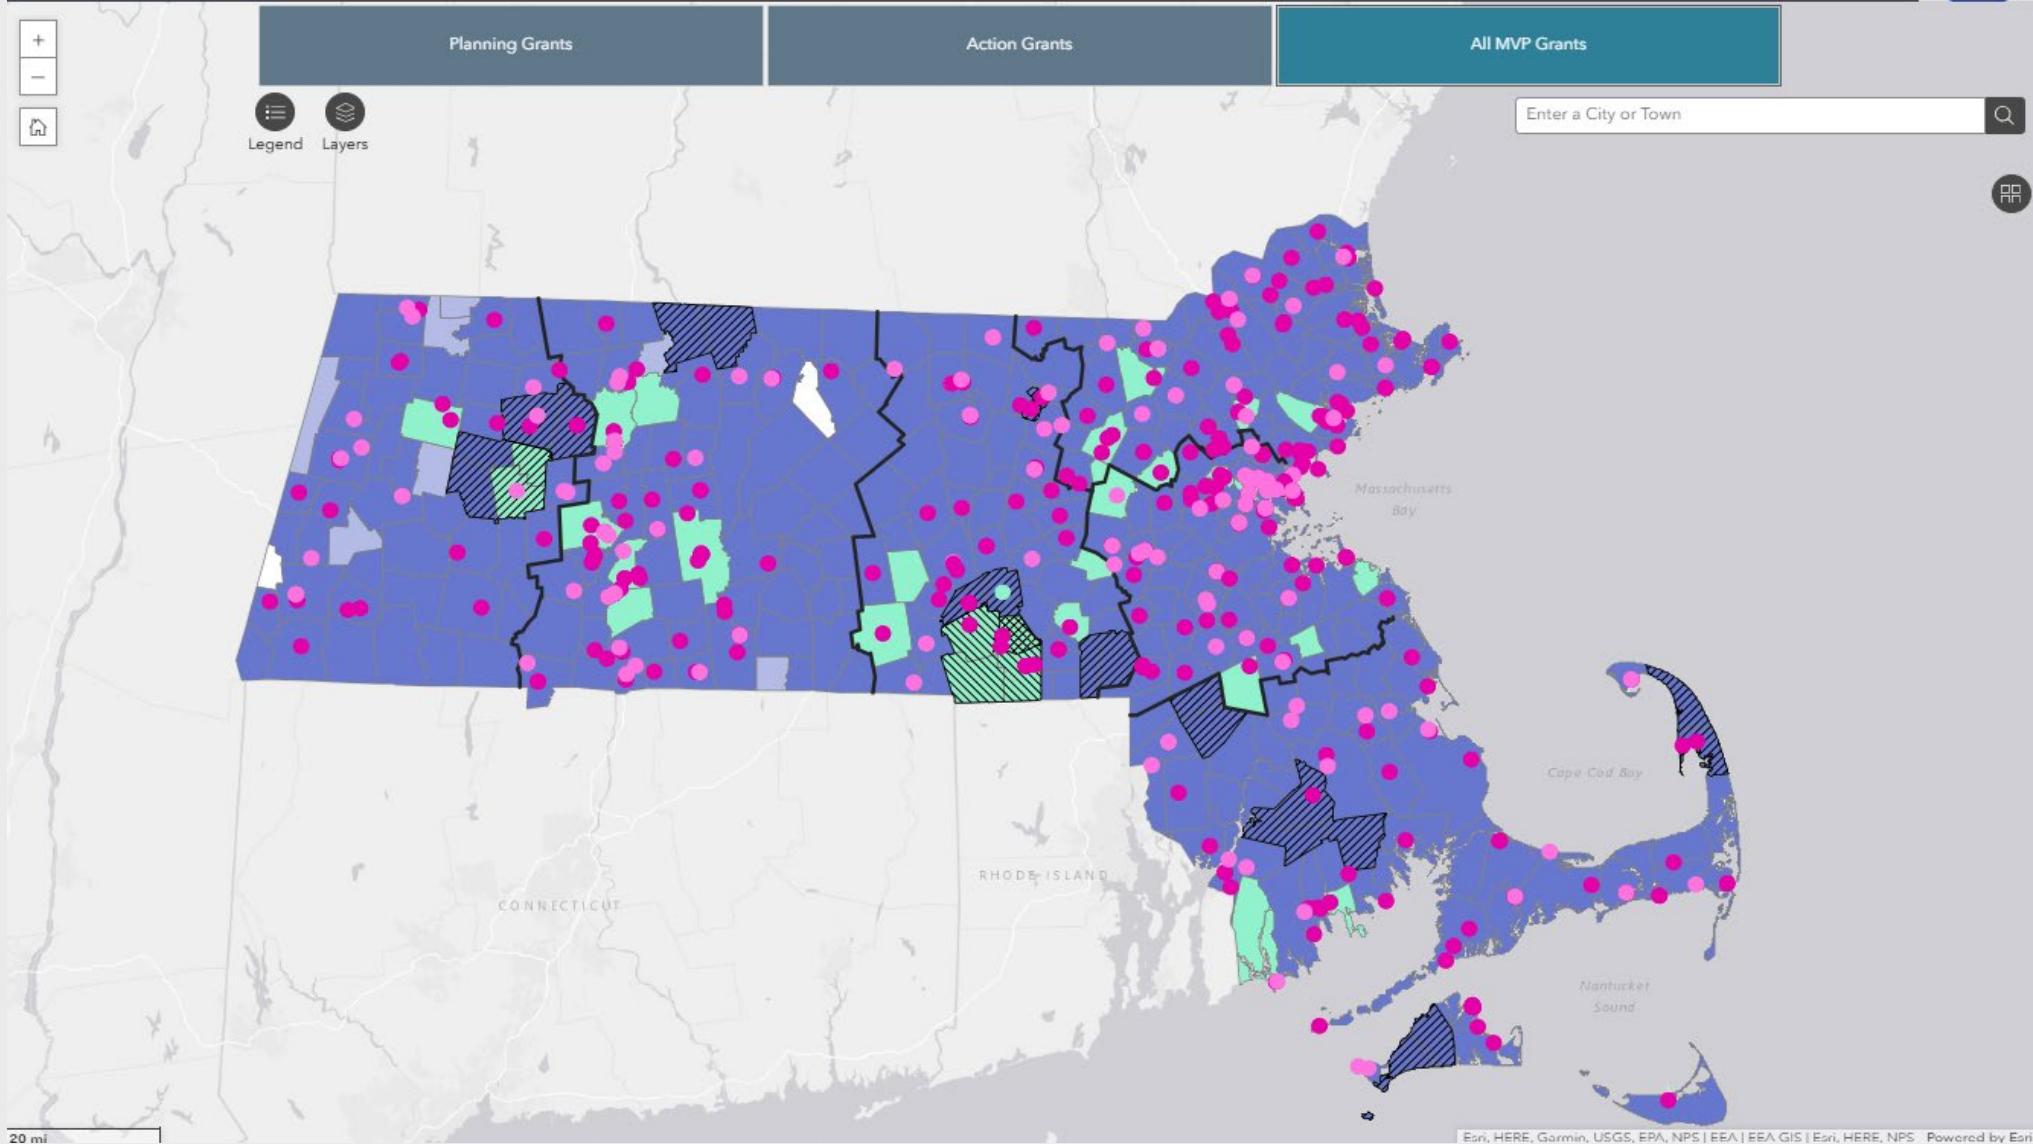 Planning Grants
Action Grants
All MVP Grants
+
−
Enter a City or Town
Legend
Layers
Massachusetts
Bay
Cape Cod Bay
RHODE ISLAND
CONNECTICUT
Nantucket
Sound
20 mi
Esri, HERE, Garmin, USGS, EPA, NPS | EEA | EEA GIS | Esri, HERE, NPS Powered by Esri